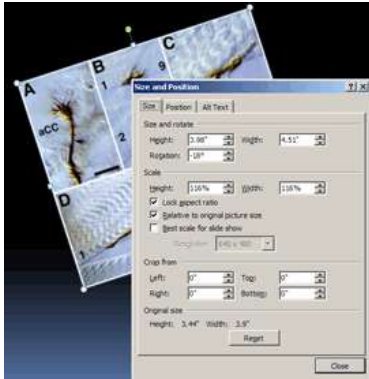 A
B
C
1
9
aCC
2
D
1
Size and Position
Size Position Alt Text
Size and rotate
Height: 3.98" Width: 4.51"
Rotation: -18°
Scale
Height: 116% Width: 116%
Lock aspect ratio
Relative to original picture size
Best scale for slide show
Resolution: 640 x 480
Crop from
Left: 0" Top: 0"
Right: 0" Bottom: 0"
Original size
Height: 3.44" Width: 3.9"
Reset
Close